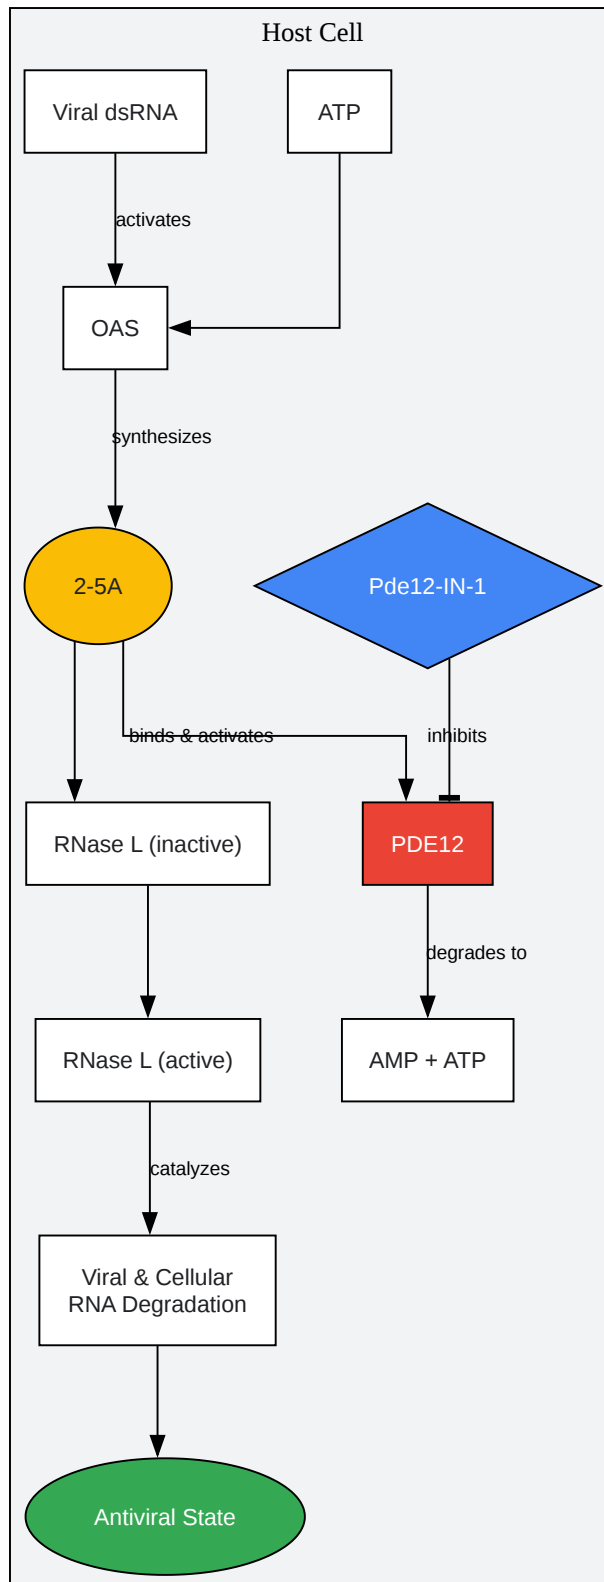 Host Cell
Viral dsRNA
ATP
activates
OAS
synthesizes
2-5A
Pde12-IN-1
binds & activates
inhibits
RNase L (inactive)
PDE12
degrades to
RNase L (active)
AMP + ATP
catalyzes
Viral & Cellular
RNA Degradation
Antiviral State